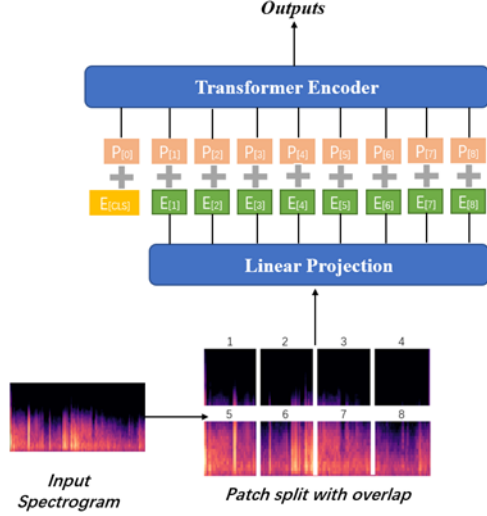 Outputs
Transformer Encoder
P[0] P[1] P[2] P[3] P[4] P[5] P[6] P[7] P[8]
+ + + + + + + + +
E[CLS] E[1] E[2] E[3] E[4] E[5] E[6] E[7] E[8]
Linear Projection
1 2 3 4
5 6 7 8
Input
Spectrogram
Patch split with overlap